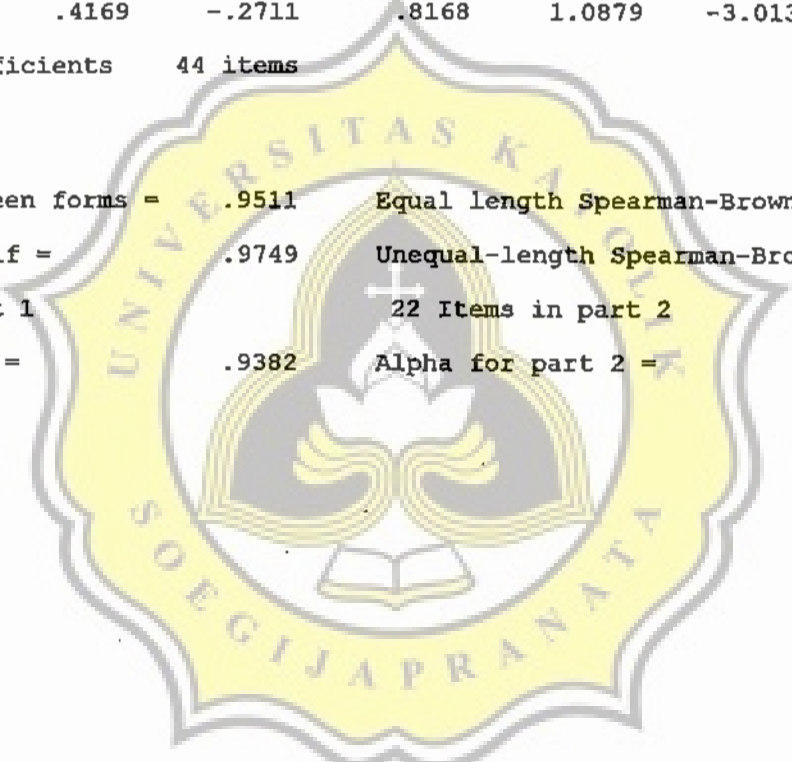 .4169 -.2711 .8168 1.0879 -3.013
ficients 44 items
een forms = .9511 Equal length Spearman-Brown
lf = .9749 Unequal-length Spearman-Bro
t 1 22 Items in part 2
= .9382 Alpha for part 2 =
UNIVERSITAS KATOLIK
SOEGIJAPRANATA